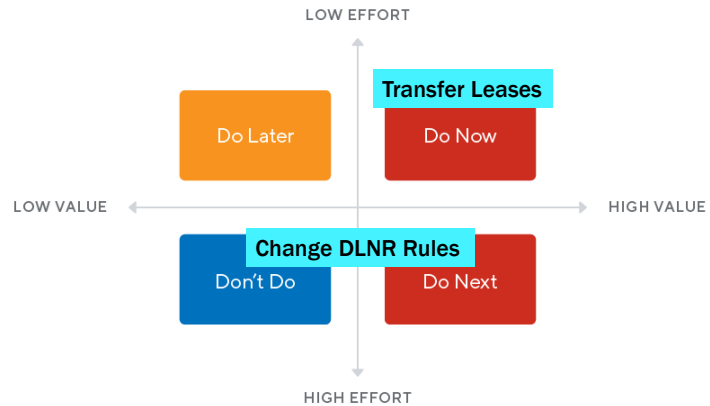 LOW EFFORT
Transfer Leases
Do Later
Do Now
LOW VALUE
HIGH VALUE
Change DLNR Rules
Don't Do
Do Next
HIGH EFFORT